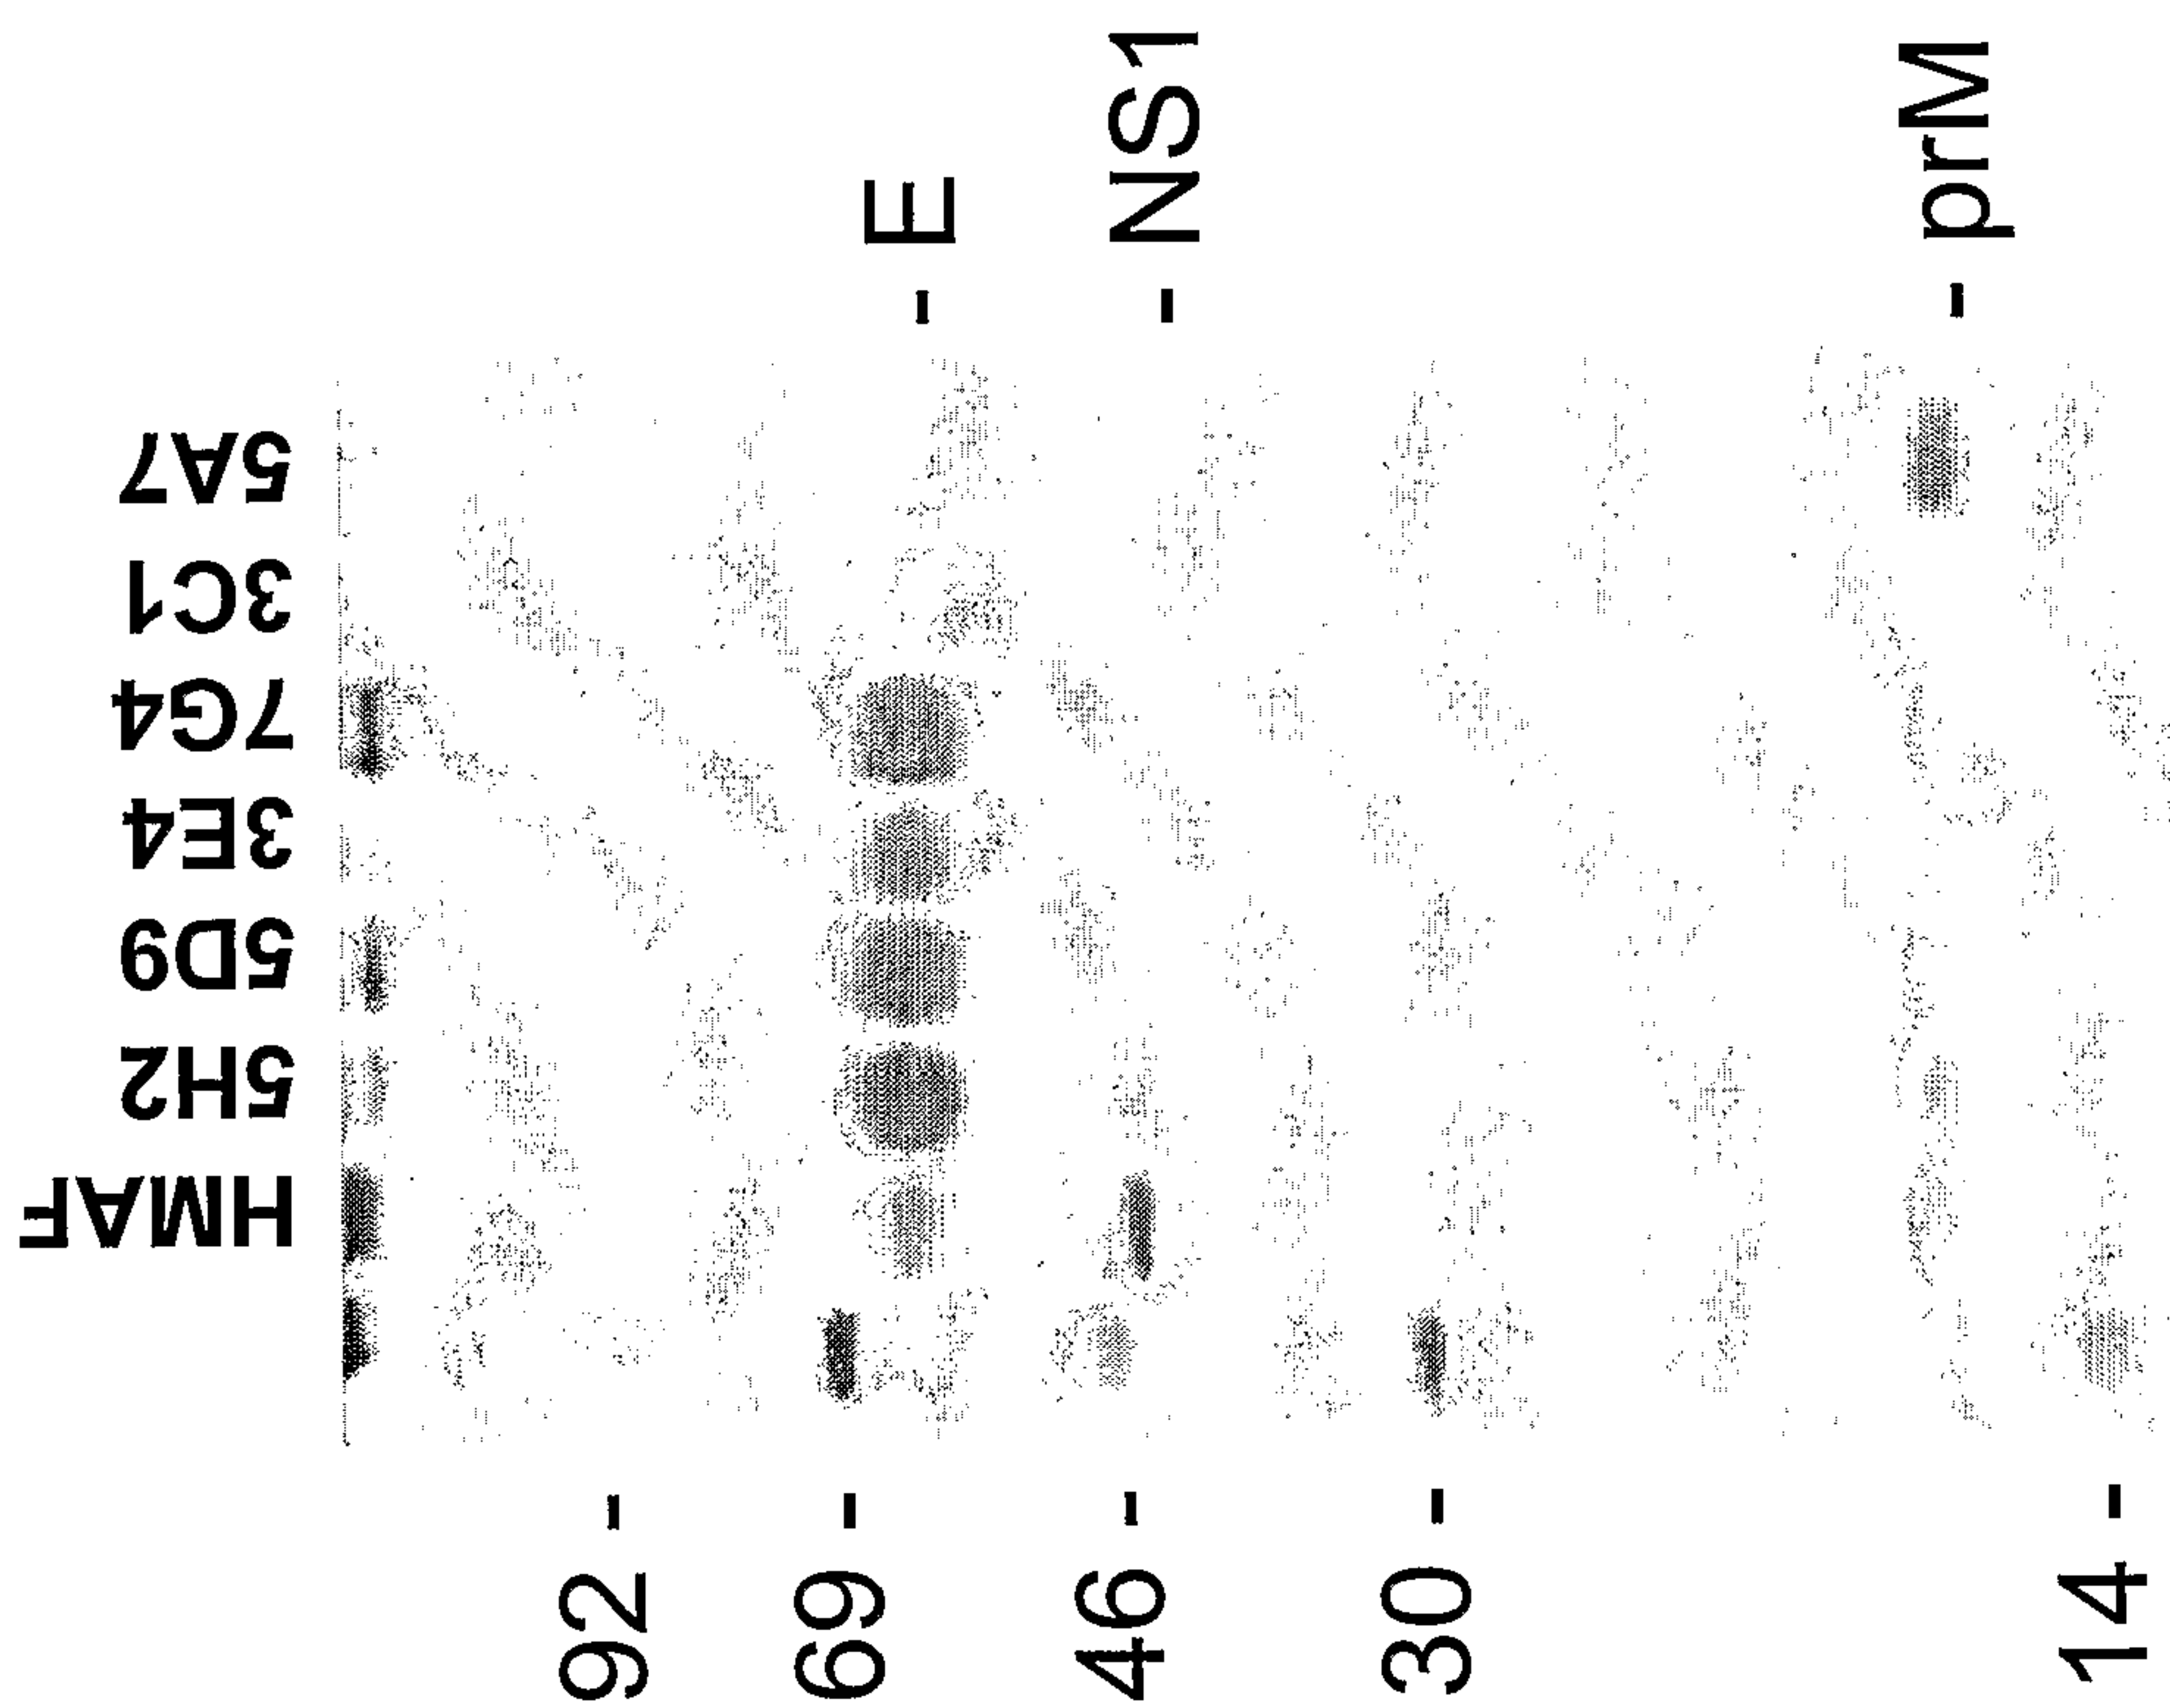 HMAF
5H2
5D9
3E4
7G4
3C1
5A7
92 -
69 -
46 -
30 -
14 -
- E
- NS1
- prM